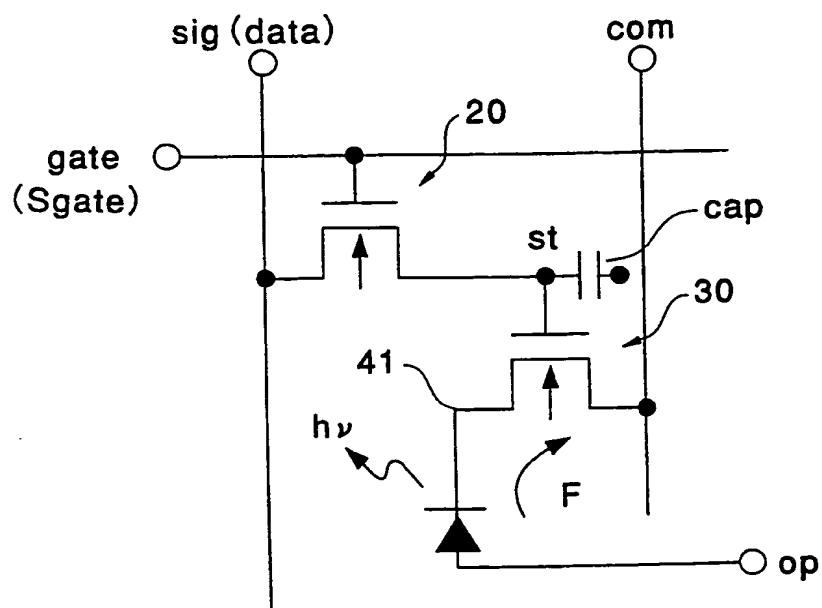 sig (data)
com
20
gate
(Sgate)
cap
st
30
41
hν
F
op